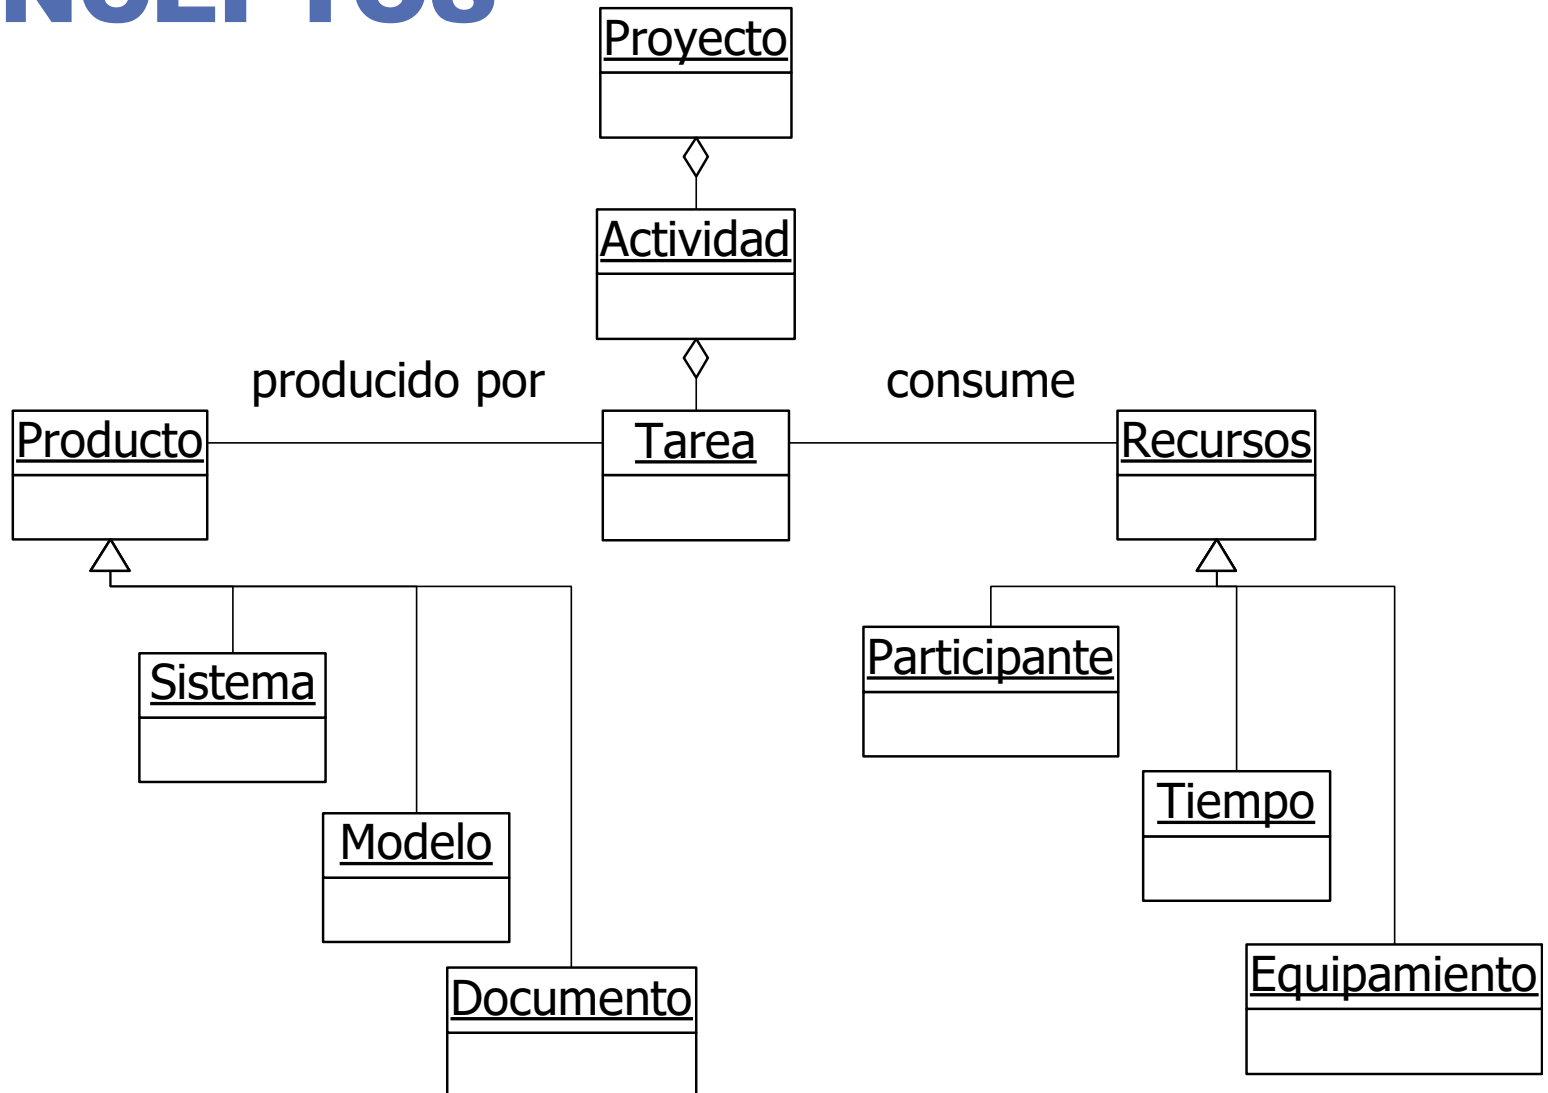 Proyecto
Actividad
producido por
consume
Producto
Tarea
Recursos
Sistema
Participante
Modelo
Tiempo
Documento
Equipamiento